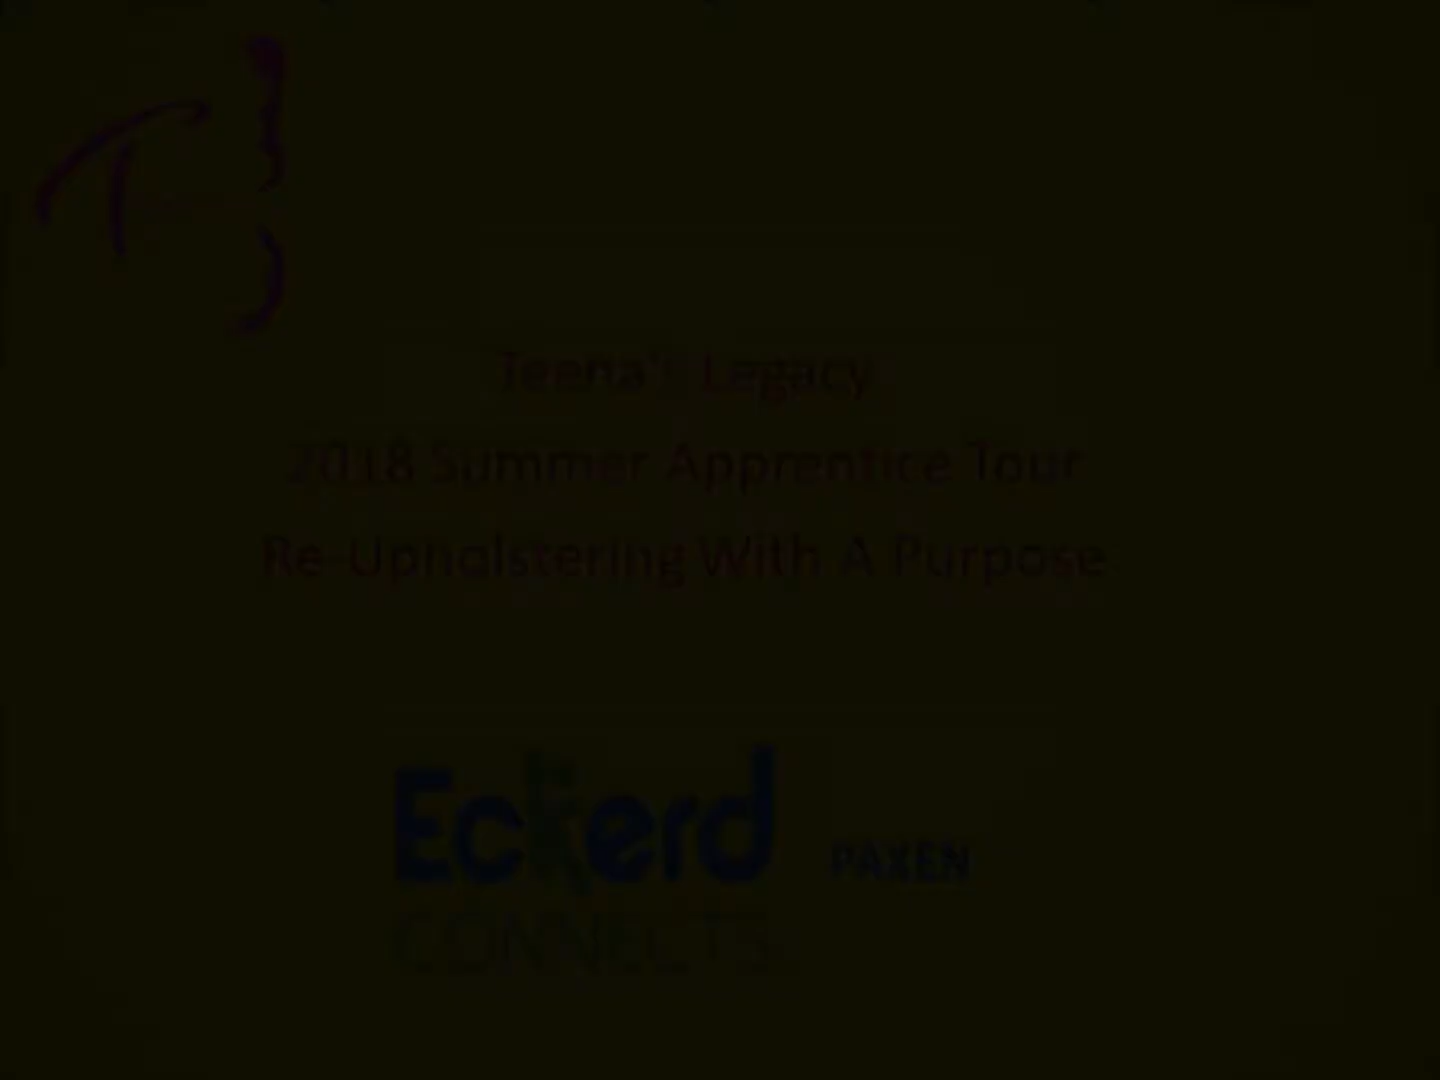 Teena's Legacy
2018 Summer Apprentice Tour
Re-Upholstering With A Purpose
Eckerd PAXEN
CONNECTS